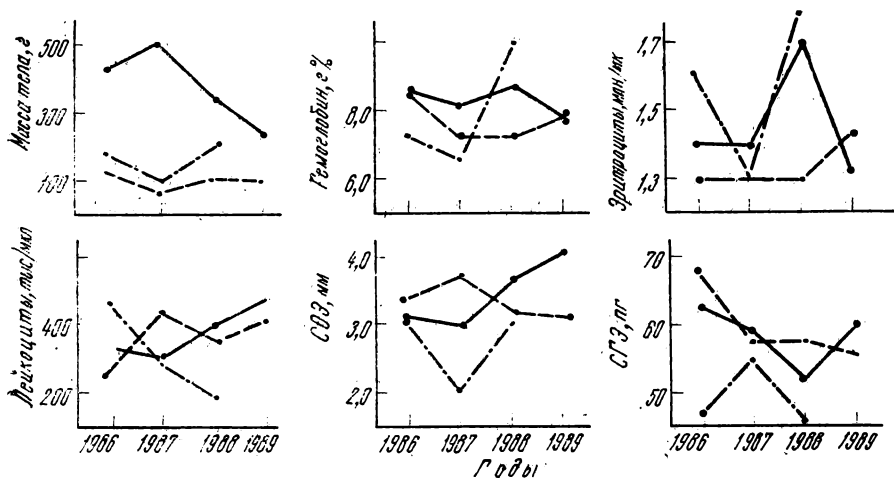 Масса тела, г
500
300
100
Гемоглобин, г %
8,0
6,0
Эритроциты, млн/мк
1,7
1,5
1,3
Лейкоциты, тыс/мкл
400
200
1986 1987 1988 1989
СОЭ, мм
4,0
3,0
2,0
1986 1987 1988 1989
СГЭ, пг
70
60
50
1986 1987 1988 1989
Годы